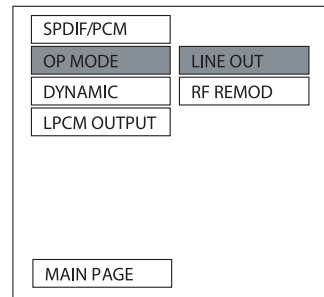 SPDIF/PCM
OP MODE LINE OUT
DYNAMIC RF REMOD
LPCM OUTPUT
MAIN PAGE